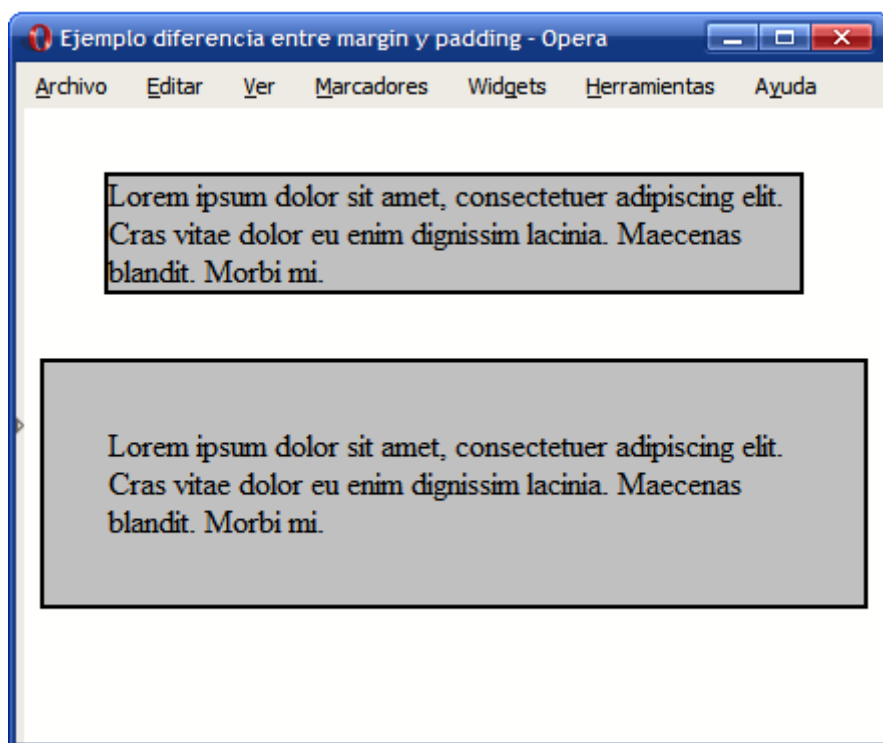 Ejemplo diferencia entre margin y padding - Opera
Archivo Editar Ver Marcadores Widgets Herramientas Ayuda
Lorem ipsum dolor sit amet, consectetuer adipiscing elit.
Cras vitae dolor eu enim dignissim lacinia. Maecenas
blandit. Morbi mi.
Lorem ipsum dolor sit amet, consectetuer adipiscing elit.
Cras vitae dolor eu enim dignissim lacinia. Maecenas
blandit. Morbi mi.